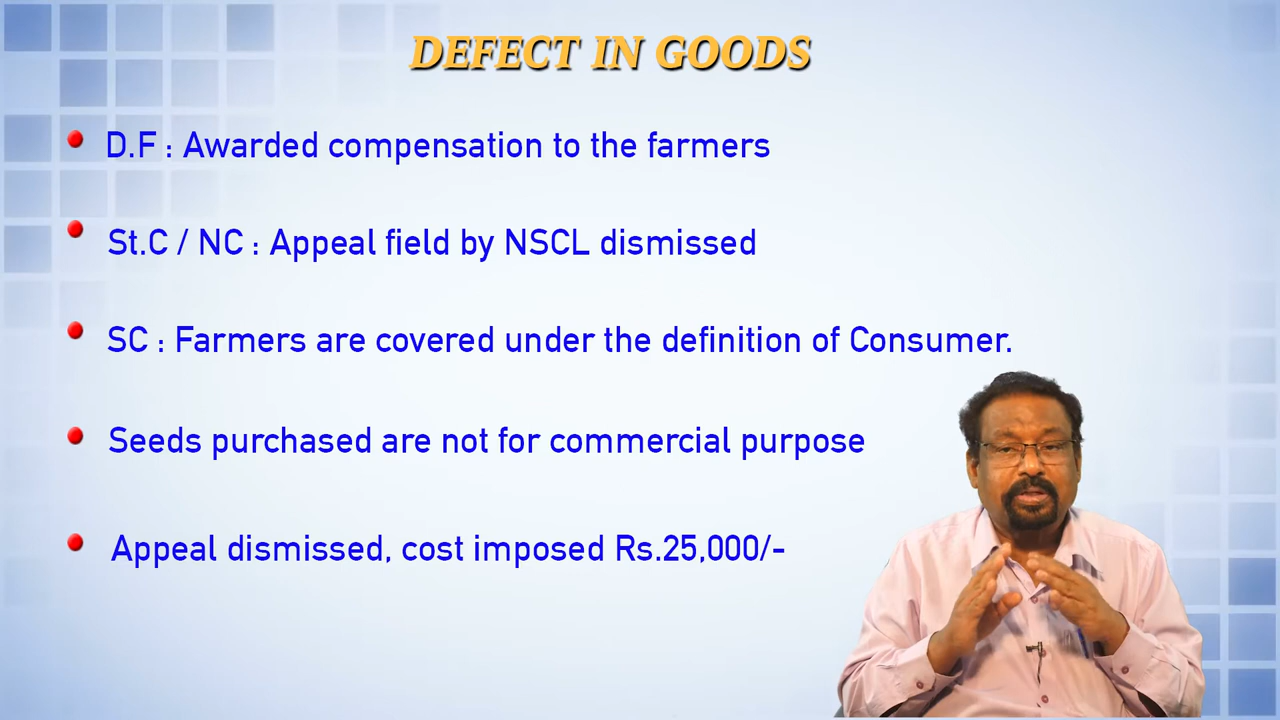 DEFECT IN GOODS
D.F : Awarded compensation to the farmers
St.C / NC : Appeal field by NSCL dismissed
SC : Farmers are covered under the definition of Consumer.
Seeds purchased are not for commercial purpose
Appeal dismissed, cost imposed Rs.25,000/-